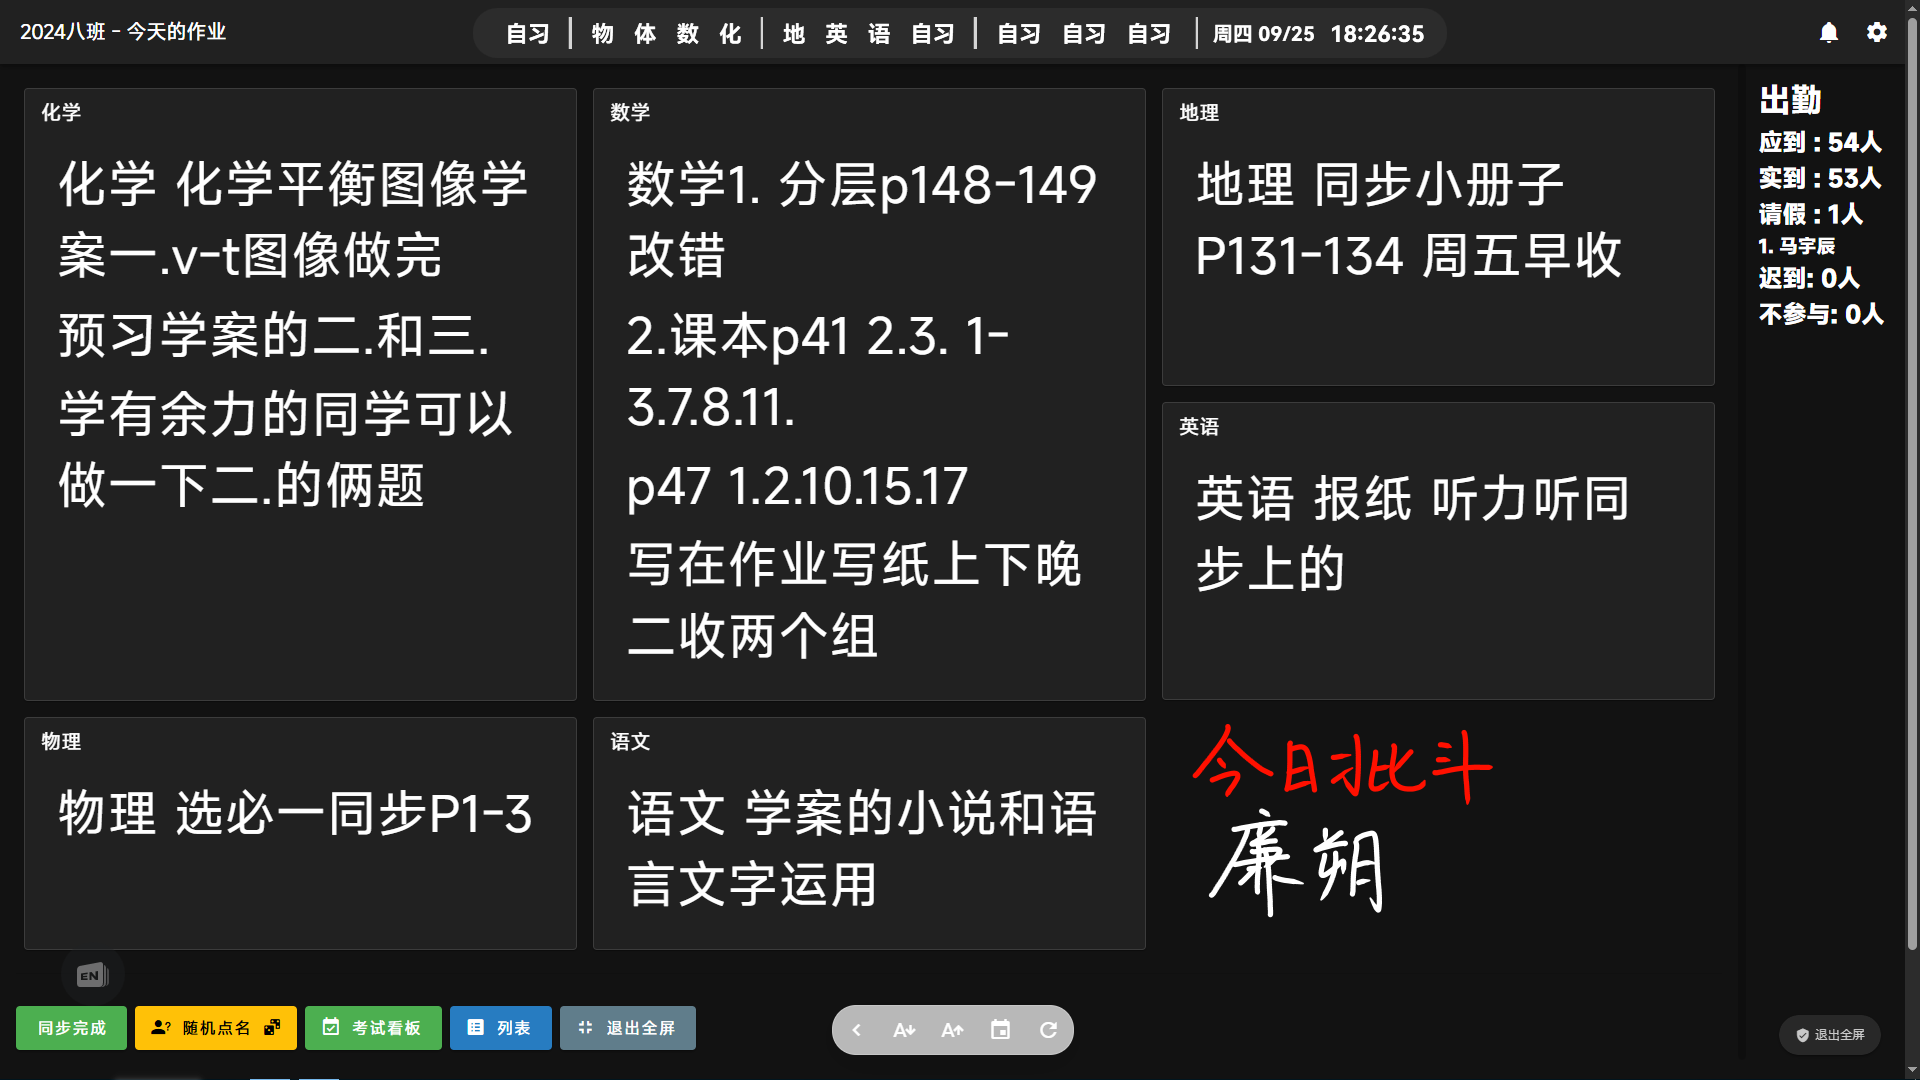 2024八班 - 今天的作业
自习 | 物 体 数 化 | 地 英 语 自习 | 自习 自习 自习 | 周四 09/25 18:26:35
化学
化学 化学平衡图像学
案一.v-t图像做完
预习学案的二.和三.
学有余力的同学可以
做一下二.的俩题
数学
数学1. 分层p148-149
改错
2.课本p41 2.3. 1-
3.7.8.11.
p47 1.2.10.15.17
写在作业写纸上下晚
二收两个组
地理
地理 同步小册子
P131-134 周五早收
英语
英语 报纸 听力听同
步上的
物理
物理 选必一同步P1-3
语文
语文 学案的小说和语
言文字运用
今日北斗
廉朔
出勤
应到 : 54人
实到 : 53人
请假 : 1人
1. 马宇辰
迟到: 0人
不参与: 0人
EN
同步完成
随机点名
考试看板
列表
退出全屏
退出全屏